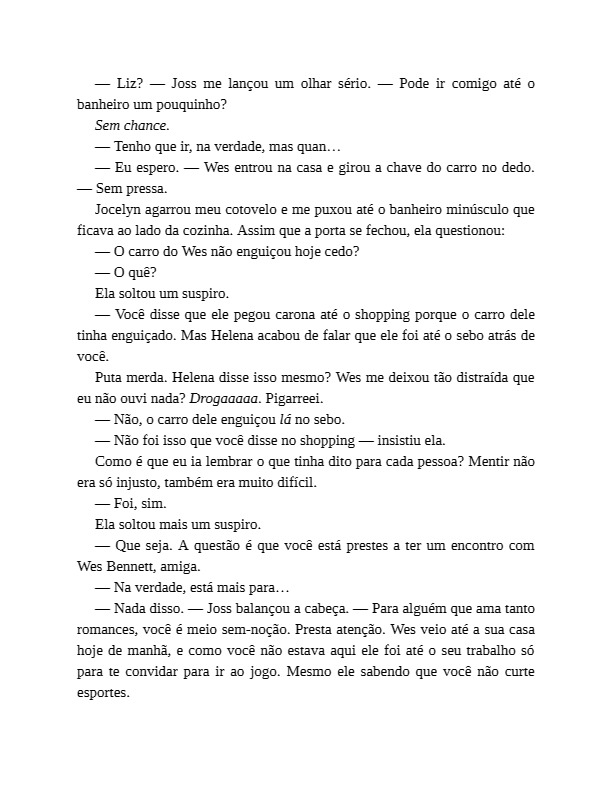 — Liz? — Joss me lançou um olhar sério. — Pode ir comigo até o
banheiro um pouquinho?
Sem chance.
— Tenho que ir, na verdade, mas quan…
— Eu espero. — Wes entrou na casa e girou a chave do carro no dedo.
— Sem pressa.
Jocelyn agarrou meu cotovelo e me puxou até o banheiro minúsculo que
ficava ao lado da cozinha. Assim que a porta se fechou, ela questionou:
— O carro do Wes não enguiçou hoje cedo?
— O quê?
Ela soltou um suspiro.
— Você disse que ele pegou carona até o shopping porque o carro dele
tinha enguiçado. Mas Helena acabou de falar que ele foi até o sebo atrás de
você.
Puta merda. Helena disse isso mesmo? Wes me deixou tão distraída que
eu não ouvi nada? Drogaaaaa. Pigarreei.
— Não, o carro dele enguiçou lá no sebo.
— Não foi isso que você disse no shopping — insistiu ela.
Como é que eu ia lembrar o que tinha dito para cada pessoa? Mentir não
era só injusto, também era muito difícil.
— Foi, sim.
Ela soltou mais um suspiro.
— Que seja. A questão é que você está prestes a ter um encontro com
Wes Bennett, amiga.
— Na verdade, está mais para…
— Nada disso. — Joss balançou a cabeça. — Para alguém que ama tanto
romances, você é meio sem-noção. Presta atenção. Wes veio até a sua casa
hoje de manhã, e como você não estava aqui ele foi até o seu trabalho só
para te convidar para ir ao jogo. Mesmo ele sabendo que você não curte
esportes.